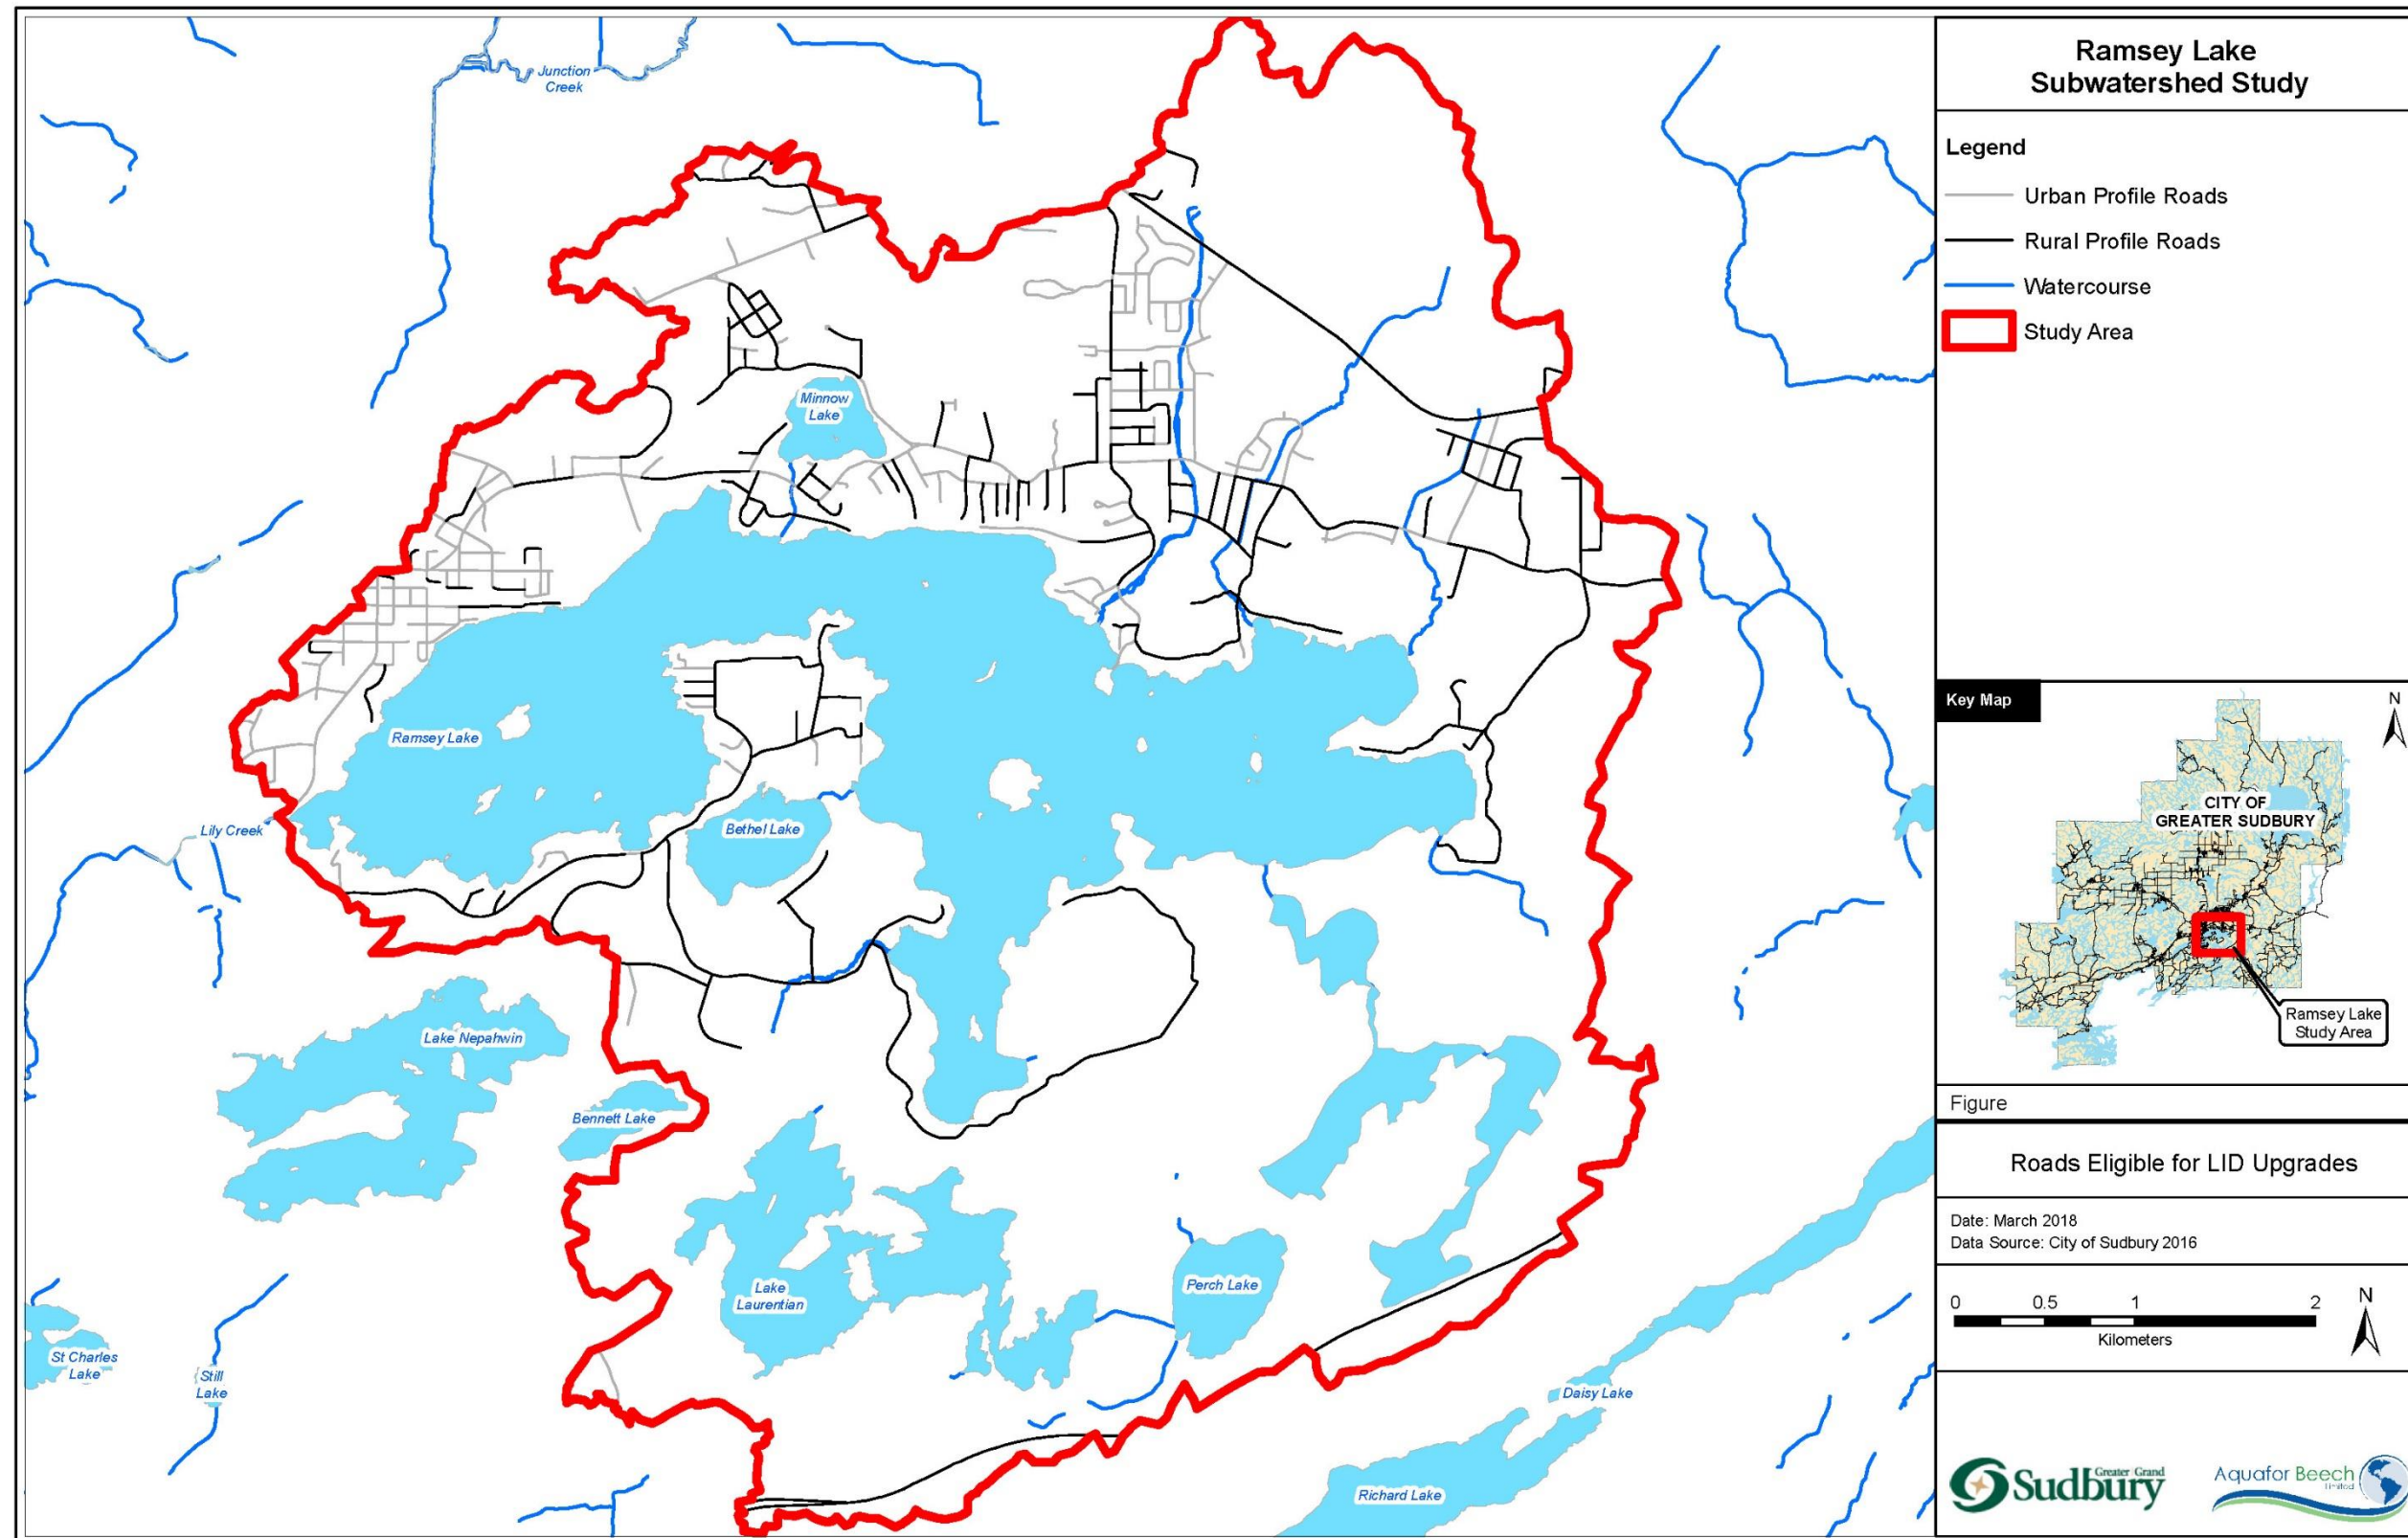 Ramsey Lake
Subwatershed Study
Legend
Urban Profile Roads
Rural Profile Roads
Watercourse
Study Area
Key Map
N
CITY OF
GREATER SUDBURY
Ramsey Lake
Study Area
Figure
Roads Eligible for LID Upgrades
Date: March 2018
Data Source: City of Sudbury 2016
0 0.5 1 2
Kilometers
N
Greater Grand
Sudbury
Aquafor Beech
Limited
Junction
Creek
Minnow
Lake
Ramsey Lake
Lily Creek
Bethel Lake
Lake Nepahwin
Bennett Lake
Lake
Laurentian
Perch Lake
St Charles
Lake
Still
Lake
Daisy Lake
Richard Lake